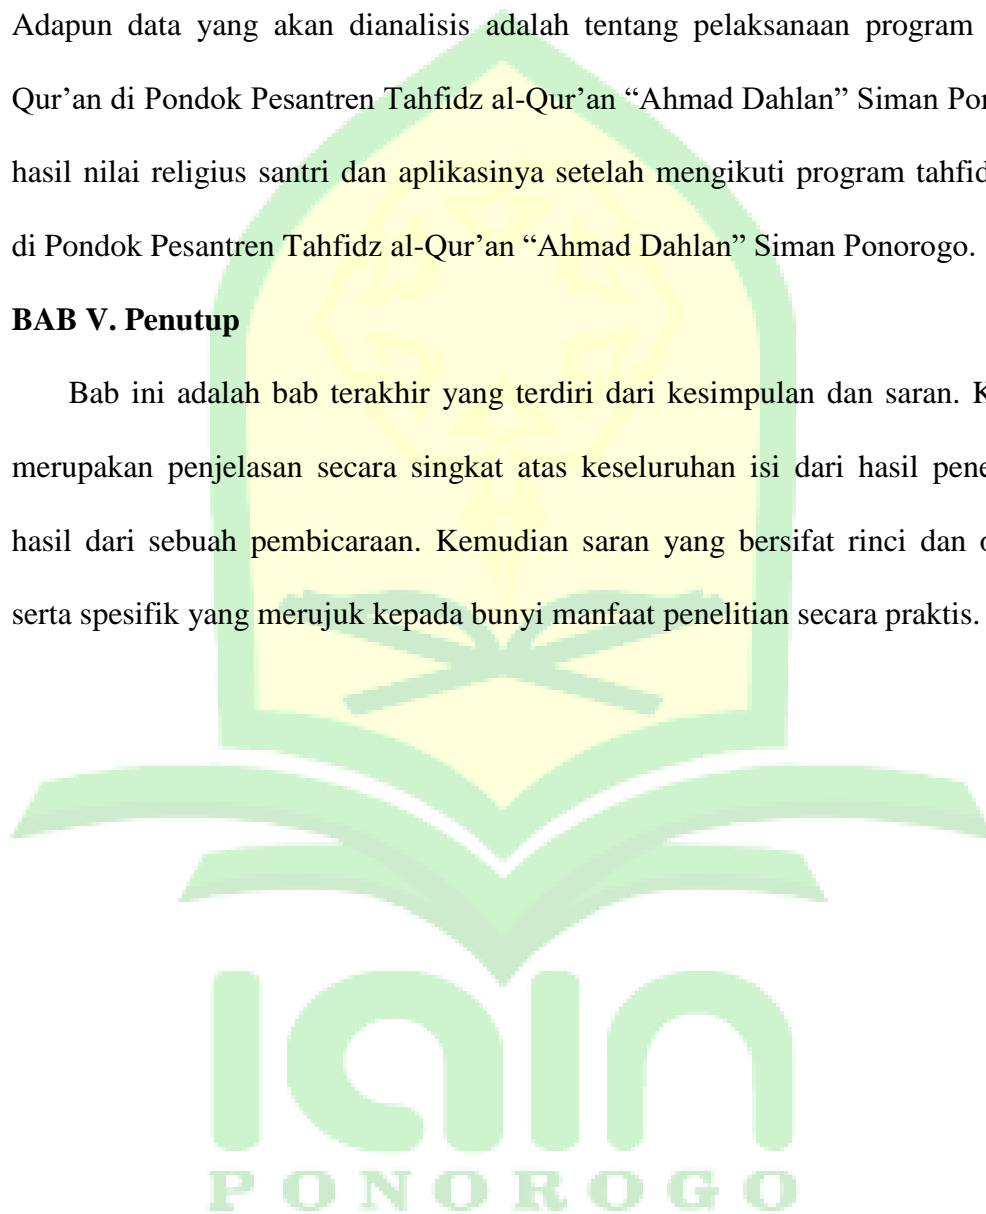 Adapun data yang akan dianalisis adalah tentang pelaksanaan program
Qur’an di Pondok Pesantren Tahfidz al-Qur’an “Ahmad Dahlan” Siman
hasil nilai religius santri dan aplikasinya setelah mengikuti program
di Pondok Pesantren Tahfidz al-Qur’an “Ahmad Dahlan” Siman Ponorogo.
BAB V. Penutup
Bab ini adalah bab terakhir yang terdiri dari kesimpulan dan saran.
merupakan penjelasan secara singkat atas keseluruhan isi dari hasil
hasil dari sebuah pembicaraan. Kemudian saran yang bersifat rinci dan
serta spesifik yang merujuk kepada bunyi manfaat penelitian secara praktis.
iain
PONOROGO